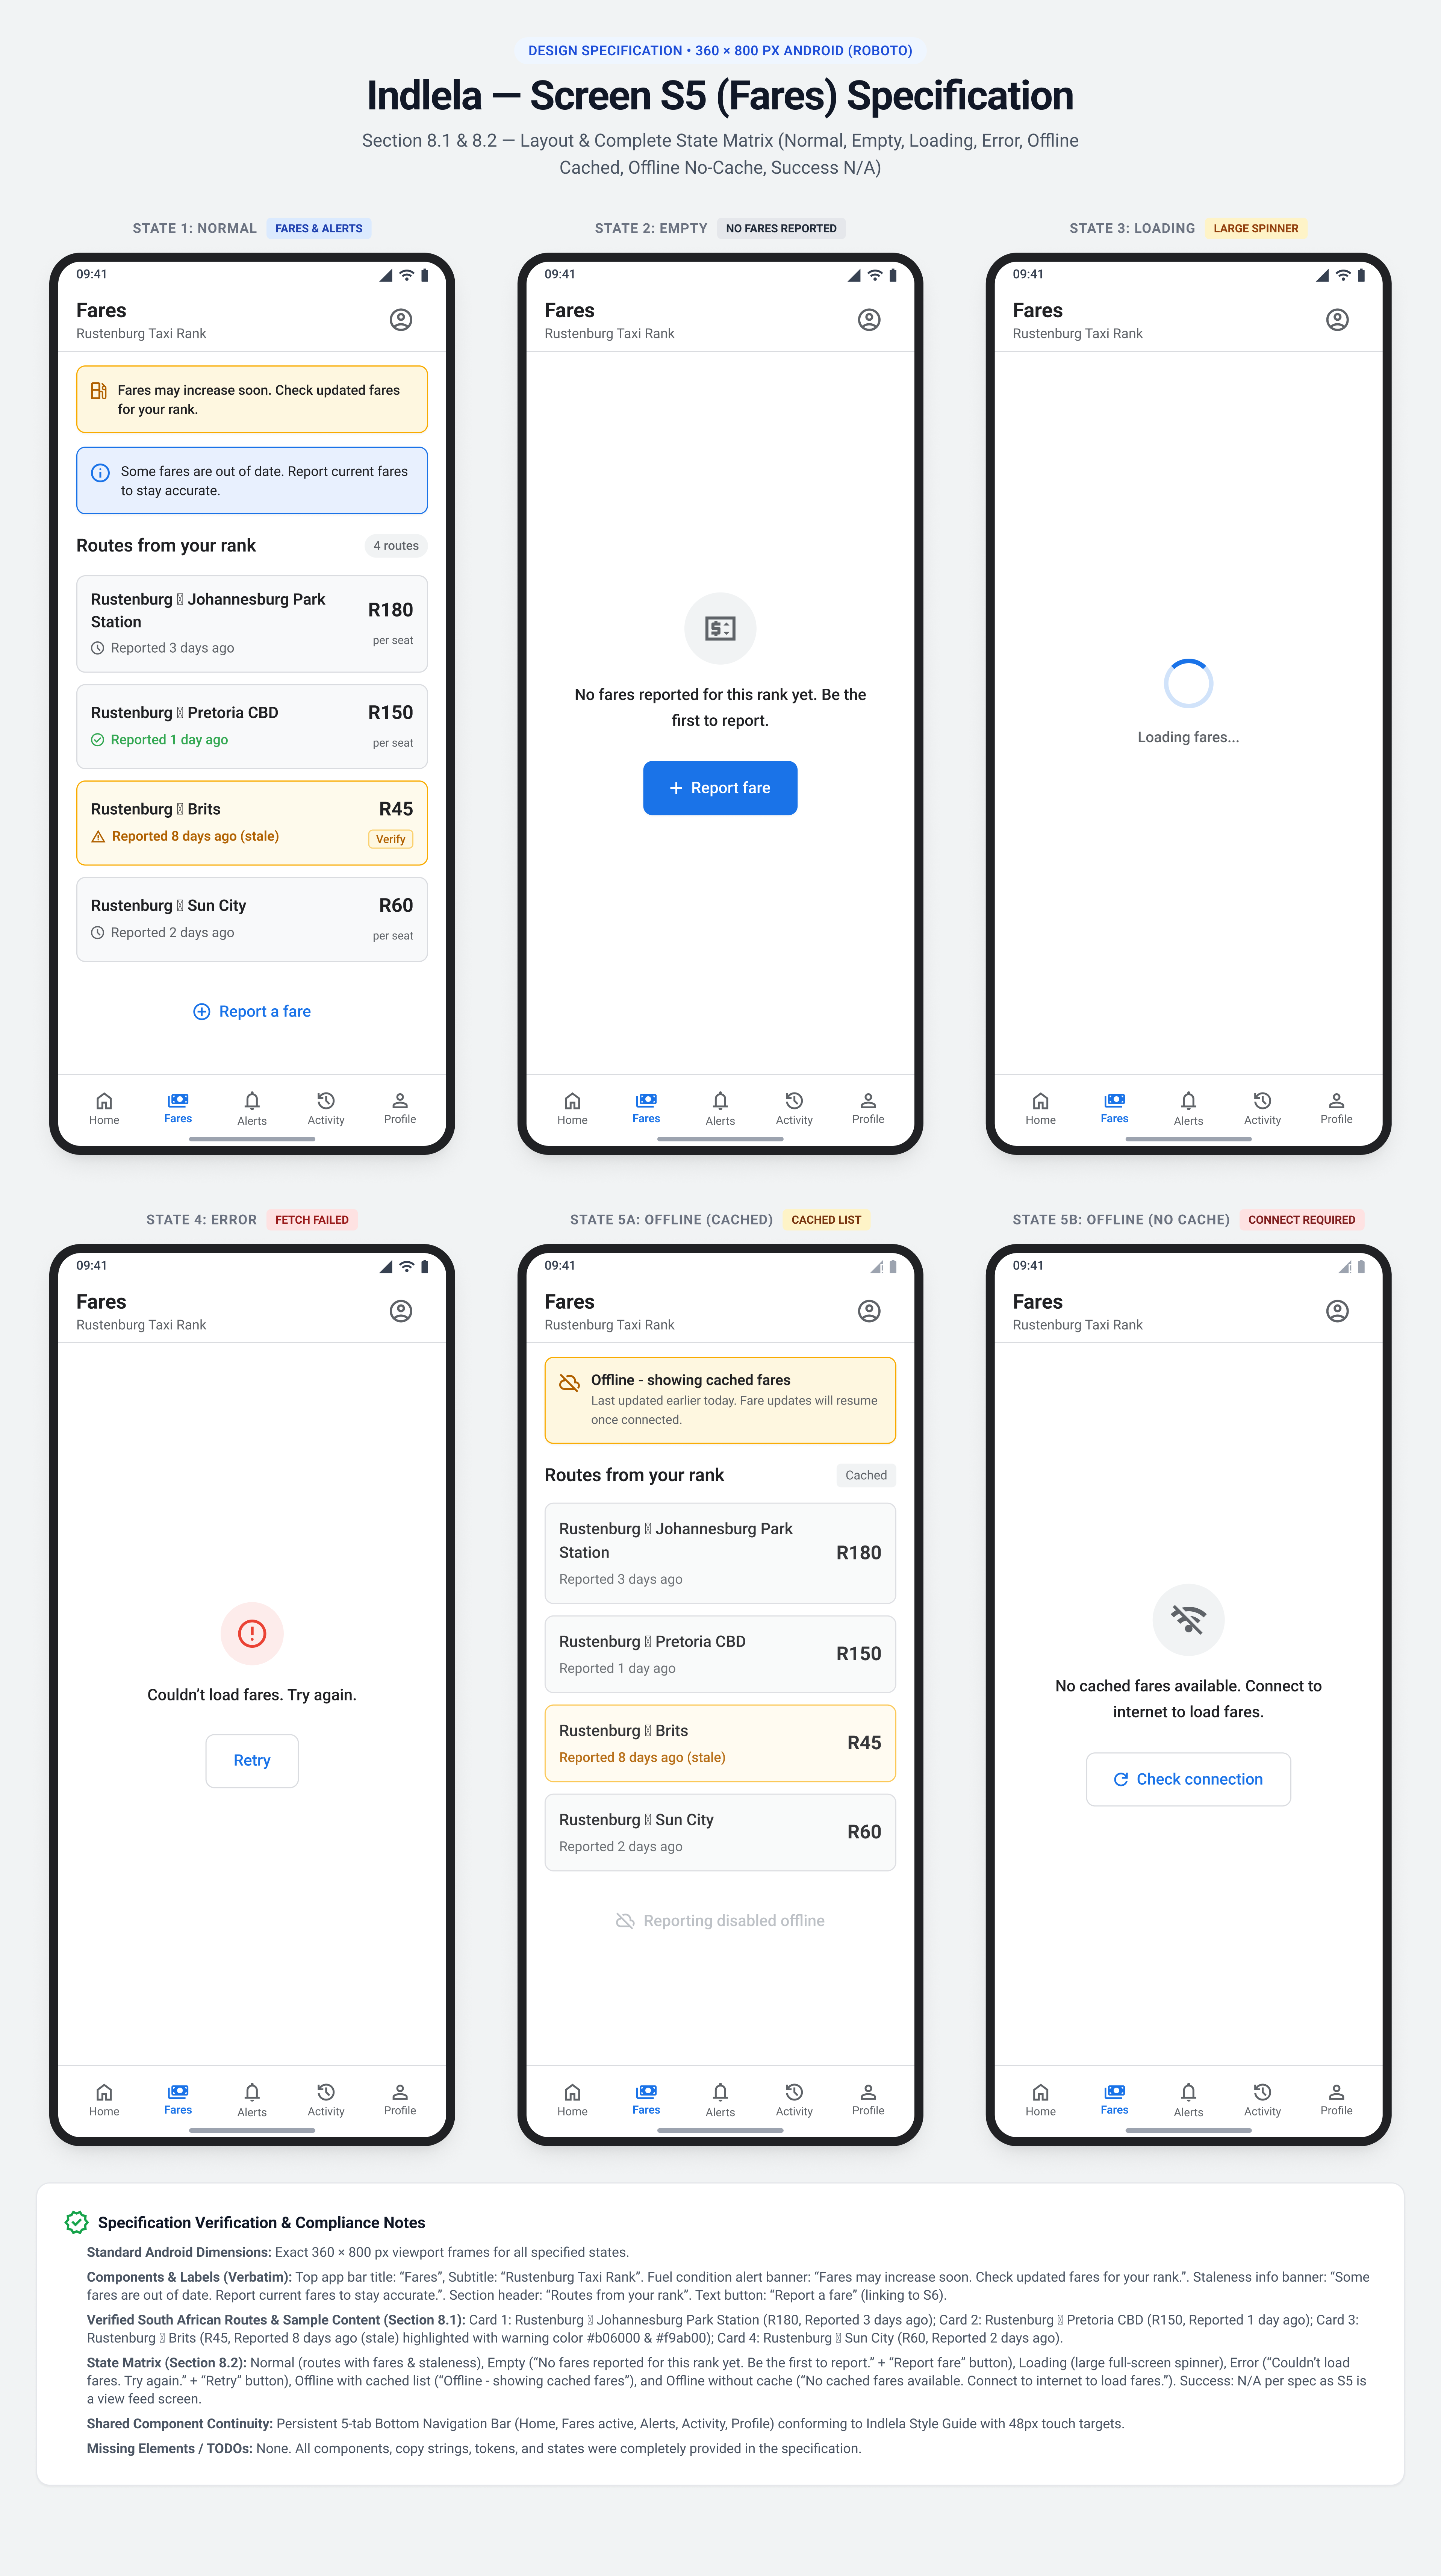 DESIGN SPECIFICATION • 360 × 800 PX ANDROID (ROBOTO)
Indlela — Screen S5 (Fares) Specification
Section 8.1 & 8.2 — Layout & Complete State Matrix (Normal, Empty, Loading, Error, Offline
Cached, Offline No-Cache, Success N/A)
STATE 1: NORMAL FARES & ALERTS
09:41
Fares
Rustenburg Taxi Rank
Fares may increase soon. Check updated fares
for your rank.
Some fares are out of date. Report current fares
to stay accurate.
Routes from your rank 4 routes
Rustenburg ▯ Johannesburg Park
Station
R180
Reported 3 days ago
per seat
Rustenburg ▯ Pretoria CBD R150
Reported 1 day ago per seat
Rustenburg ▯ Brits R45
Reported 8 days ago (stale) Verify
Rustenburg ▯ Sun City R60
Reported 2 days ago per seat
Report a fare
Home Fares Alerts Activity Profile
STATE 2: EMPTY NO FARES REPORTED
09:41
Fares
Rustenburg Taxi Rank
No fares reported for this rank yet. Be the
first to report.
+ Report fare
Home Fares Alerts Activity Profile
STATE 3: LOADING LARGE SPINNER
09:41
Fares
Rustenburg Taxi Rank
Loading fares...
Home Fares Alerts Activity Profile
STATE 4: ERROR FETCH FAILED
09:41
Fares
Rustenburg Taxi Rank
Couldn’t load fares. Try again.
Retry
Home Fares Alerts Activity Profile
STATE 5A: OFFLINE (CACHED) CACHED LIST
09:41
Fares
Rustenburg Taxi Rank
Offline - showing cached fares
Last updated earlier today. Fare updates will resume
once connected.
Routes from your rank Cached
Rustenburg ▯ Johannesburg Park
Station
R180
Reported 3 days ago
Rustenburg ▯ Pretoria CBD
R150
Reported 1 day ago
Rustenburg ▯ Brits
R45
Reported 8 days ago (stale)
Rustenburg ▯ Sun City
R60
Reported 2 days ago
Reporting disabled offline
Home Fares Alerts Activity Profile
STATE 5B: OFFLINE (NO CACHE) CONNECT REQUIRED
09:41
Fares
Rustenburg Taxi Rank
No cached fares available. Connect to
internet to load fares.
Check connection
Home Fares Alerts Activity Profile
Specification Verification & Compliance Notes
Standard Android Dimensions: Exact 360 × 800 px viewport frames for all specified states.
Components & Labels (Verbatim): Top app bar title: “Fares”, Subtitle: “Rustenburg Taxi Rank”. Fuel condition alert banner: “Fares may increase soon. Check updated fares for your rank.”. Staleness info banner: “Some
fares are out of date. Report current fares to stay accurate.”. Section header: “Routes from your rank”. Text button: “Report a fare” (linking to S6).
Verified South African Routes & Sample Content (Section 8.1): Card 1: Rustenburg ▯ Johannesburg Park Station (R180, Reported 3 days ago); Card 2: Rustenburg ▯ Pretoria CBD (R150, Reported 1 day ago); Card 3:
Rustenburg ▯ Brits (R45, Reported 8 days ago (stale) highlighted with warning color #b06000 & #f9ab00); Card 4: Rustenburg ▯ Sun City (R60, Reported 2 days ago).
State Matrix (Section 8.2): Normal (routes with fares & staleness), Empty (“No fares reported for this rank yet. Be the first to report.” + “Report fare” button), Loading (large full-screen spinner), Error (“Couldn’t load
fares. Try again.” + “Retry” button), Offline with cached list (“Offline - showing cached fares”), and Offline without cache (“No cached fares available. Connect to internet to load fares.”). Success: N/A per spec as S5 is
a view feed screen.
Shared Component Continuity: Persistent 5-tab Bottom Navigation Bar (Home, Fares active, Alerts, Activity, Profile) conforming to Indlela Style Guide with 48px touch targets.
Missing Elements / TODOs: None. All components, copy strings, tokens, and states were completely provided in the specification.